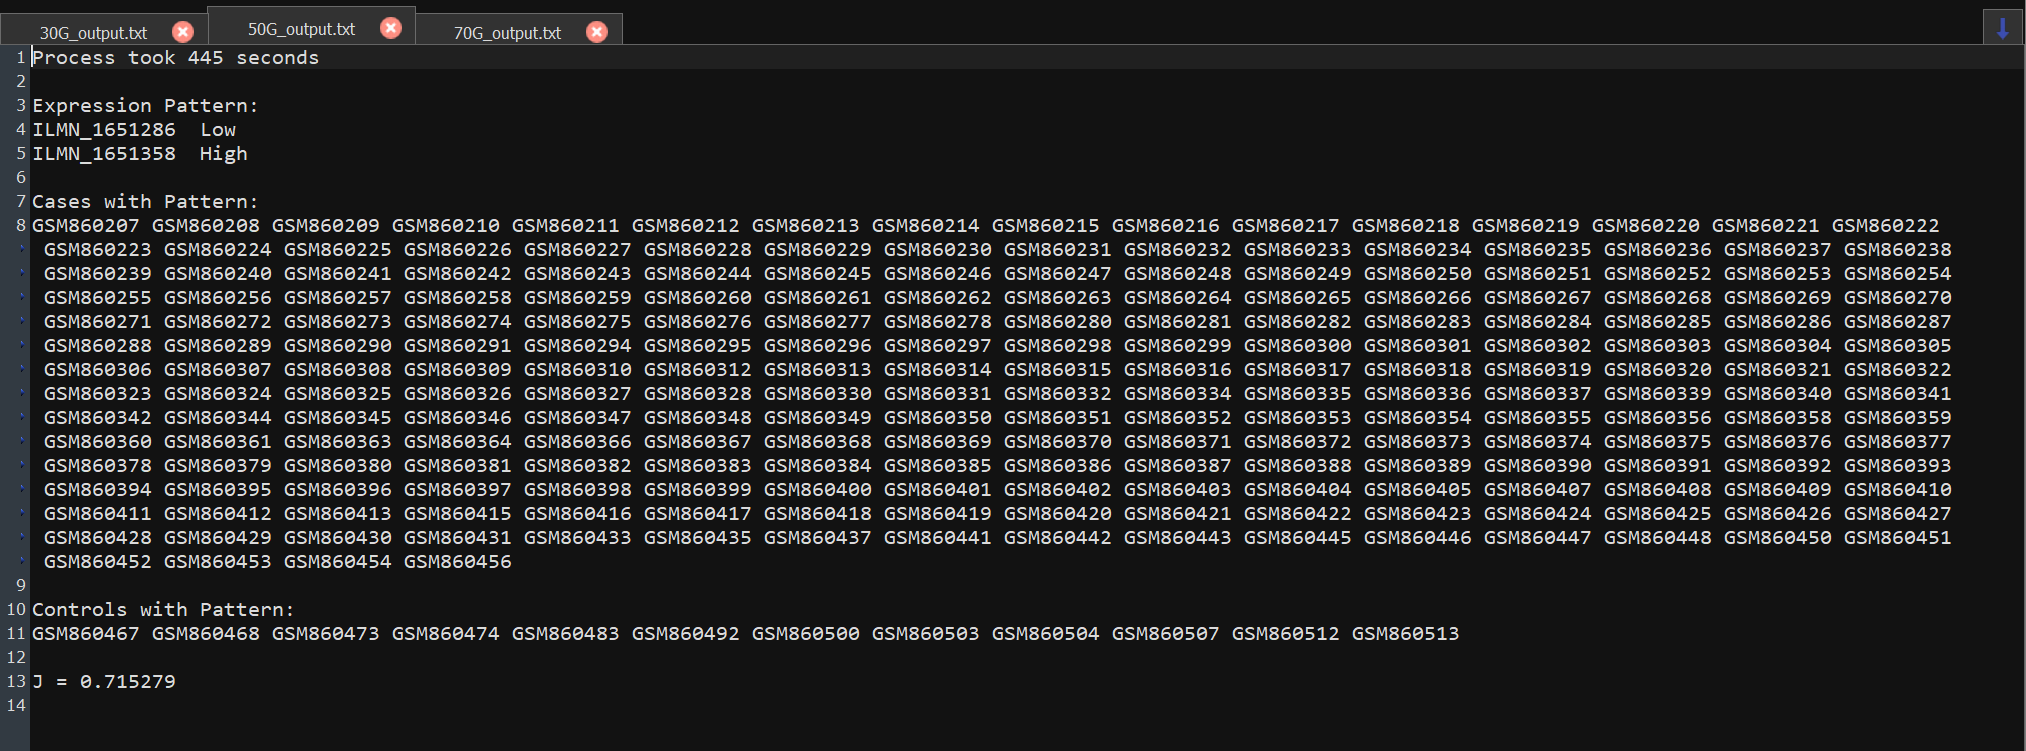 30G_output.txt
50G_output.txt
70G_output.txt
1 Process took 445 seconds
2
3 Expression Pattern:
4 ILMN_1651286 Low
5 ILMN_1651358 High
6
7 Cases with Pattern:
8 GSM860207 GSM860208 GSM860209 GSM860210 GSM860211 GSM860212 GSM860213 GSM860214 GSM860215 GSM860216 GSM860217 GSM860218 GSM860219 GSM860220 GSM860221 GSM860222
GSM860223 GSM860224 GSM860225 GSM860226 GSM860227 GSM860228 GSM860229 GSM860230 GSM860231 GSM860232 GSM860233 GSM860234 GSM860235 GSM860236 GSM860237 GSM860238
GSM860239 GSM860240 GSM860241 GSM860242 GSM860243 GSM860244 GSM860245 GSM860246 GSM860247 GSM860248 GSM860249 GSM860250 GSM860251 GSM860252 GSM860253 GSM860254
GSM860255 GSM860256 GSM860257 GSM860258 GSM860259 GSM860260 GSM860261 GSM860262 GSM860263 GSM860264 GSM860265 GSM860266 GSM860267 GSM860268 GSM860269 GSM860270
GSM860271 GSM860272 GSM860273 GSM860274 GSM860275 GSM860276 GSM860277 GSM860278 GSM860280 GSM860281 GSM860282 GSM860283 GSM860284 GSM860285 GSM860286 GSM860287
GSM860288 GSM860289 GSM860290 GSM860291 GSM860294 GSM860295 GSM860296 GSM860297 GSM860298 GSM860299 GSM860300 GSM860301 GSM860302 GSM860303 GSM860304 GSM860305
GSM860306 GSM860307 GSM860308 GSM860309 GSM860310 GSM860312 GSM860313 GSM860314 GSM860315 GSM860316 GSM860317 GSM860318 GSM860319 GSM860320 GSM860321 GSM860322
GSM860323 GSM860324 GSM860325 GSM860326 GSM860327 GSM860328 GSM860330 GSM860331 GSM860332 GSM860334 GSM860335 GSM860336 GSM860337 GSM860339 GSM860340 GSM860341
GSM860342 GSM860344 GSM860345 GSM860346 GSM860347 GSM860348 GSM860349 GSM860350 GSM860351 GSM860352 GSM860353 GSM860354 GSM860355 GSM860356 GSM860358 GSM860359
GSM860360 GSM860361 GSM860363 GSM860364 GSM860366 GSM860367 GSM860368 GSM860369 GSM860370 GSM860371 GSM860372 GSM860373 GSM860374 GSM860375 GSM860376 GSM860377
GSM860378 GSM860379 GSM860380 GSM860381 GSM860382 GSM860383 GSM860384 GSM860385 GSM860386 GSM860387 GSM860388 GSM860389 GSM860390 GSM860391 GSM860392 GSM860393
GSM860394 GSM860395 GSM860396 GSM860397 GSM860398 GSM860399 GSM860400 GSM860401 GSM860402 GSM860403 GSM860404 GSM860405 GSM860407 GSM860408 GSM860409 GSM860410
GSM860411 GSM860412 GSM860413 GSM860415 GSM860416 GSM860417 GSM860418 GSM860419 GSM860420 GSM860421 GSM860422 GSM860423 GSM860424 GSM860425 GSM860426 GSM860427
GSM860428 GSM860429 GSM860430 GSM860431 GSM860433 GSM860435 GSM860437 GSM860441 GSM860442 GSM860443 GSM860445 GSM860446 GSM860447 GSM860448 GSM860450 GSM860451
GSM860452 GSM860453 GSM860454 GSM860456
9
10 Controls with Pattern:
11 GSM860467 GSM860468 GSM860473 GSM860474 GSM860483 GSM860492 GSM860500 GSM860503 GSM860504 GSM860507 GSM860512 GSM860513
12
13 J = 0.715279
14